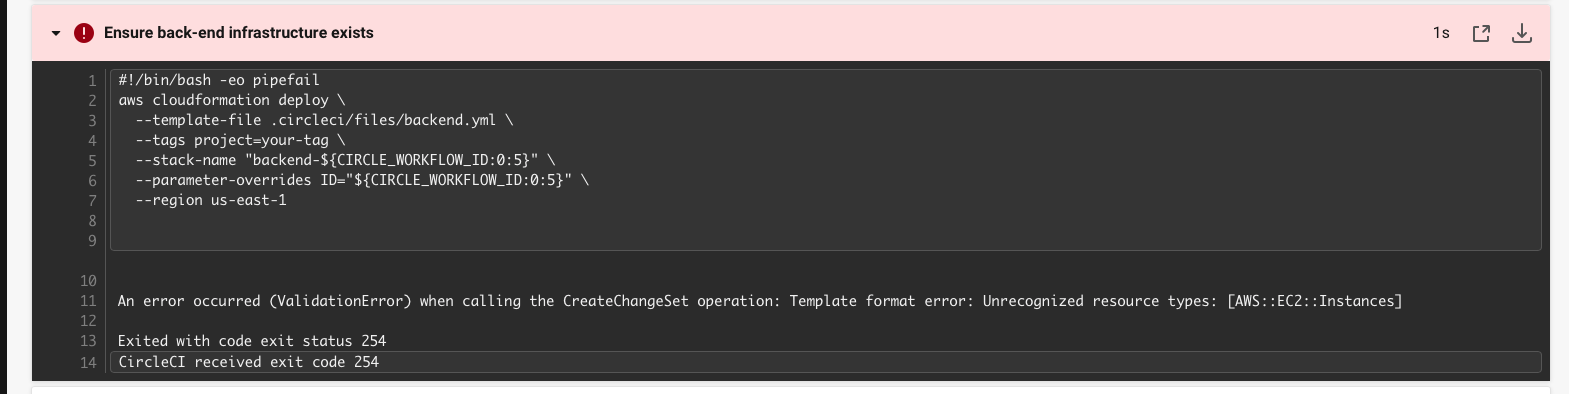 Ensure back-end infrastructure exists 1s
1 #!/bin/bash -eo pipefail
2 aws cloudformation deploy \
3   --template-file .circleci/files/backend.yml \
4   --tags project=your-tag \
5   --stack-name "backend-${CIRCLE_WORKFLOW_ID:0:5}" \
6   --parameter-overrides ID="${CIRCLE_WORKFLOW_ID:0:5}" \
7   --region us-east-1
8
9
10
11 An error occurred (ValidationError) when calling the CreateChangeSet operation: Template format error: Unrecognized resource types: [AWS::EC2::Instances]
12
13 Exited with code exit status 254
14 CircleCI received exit code 254